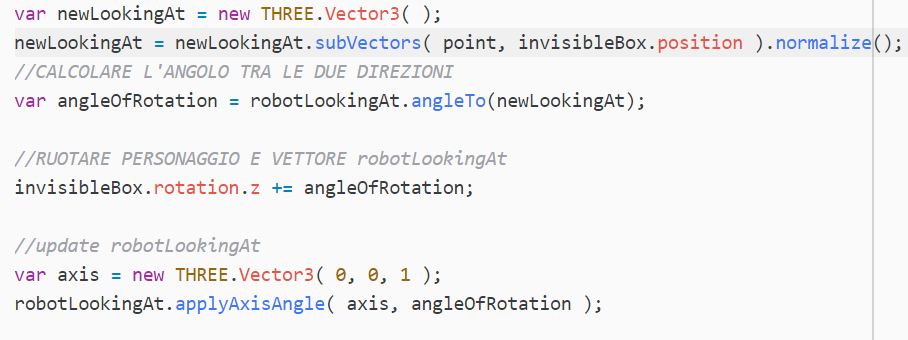 var newLookingAt = new THREE.Vector3( );
newLookingAt = newLookingAt.subVectors( point, invisibleBox.position ).normalize();
//CALCOLARE L'ANGOLO TRA LE DUE DIREZIONI
var angleOfRotation = robotLookingAt.angleTo(newLookingAt);
//RUOTARE PERSONAGGIO E VETTORE robotLookingAt
invisibleBox.rotation.z += angleOfRotation;
//update robotLookingAt
var axis = new THREE.Vector3( 0, 0, 1 );
robotLookingAt.applyAxisAngle( axis, angleOfRotation );